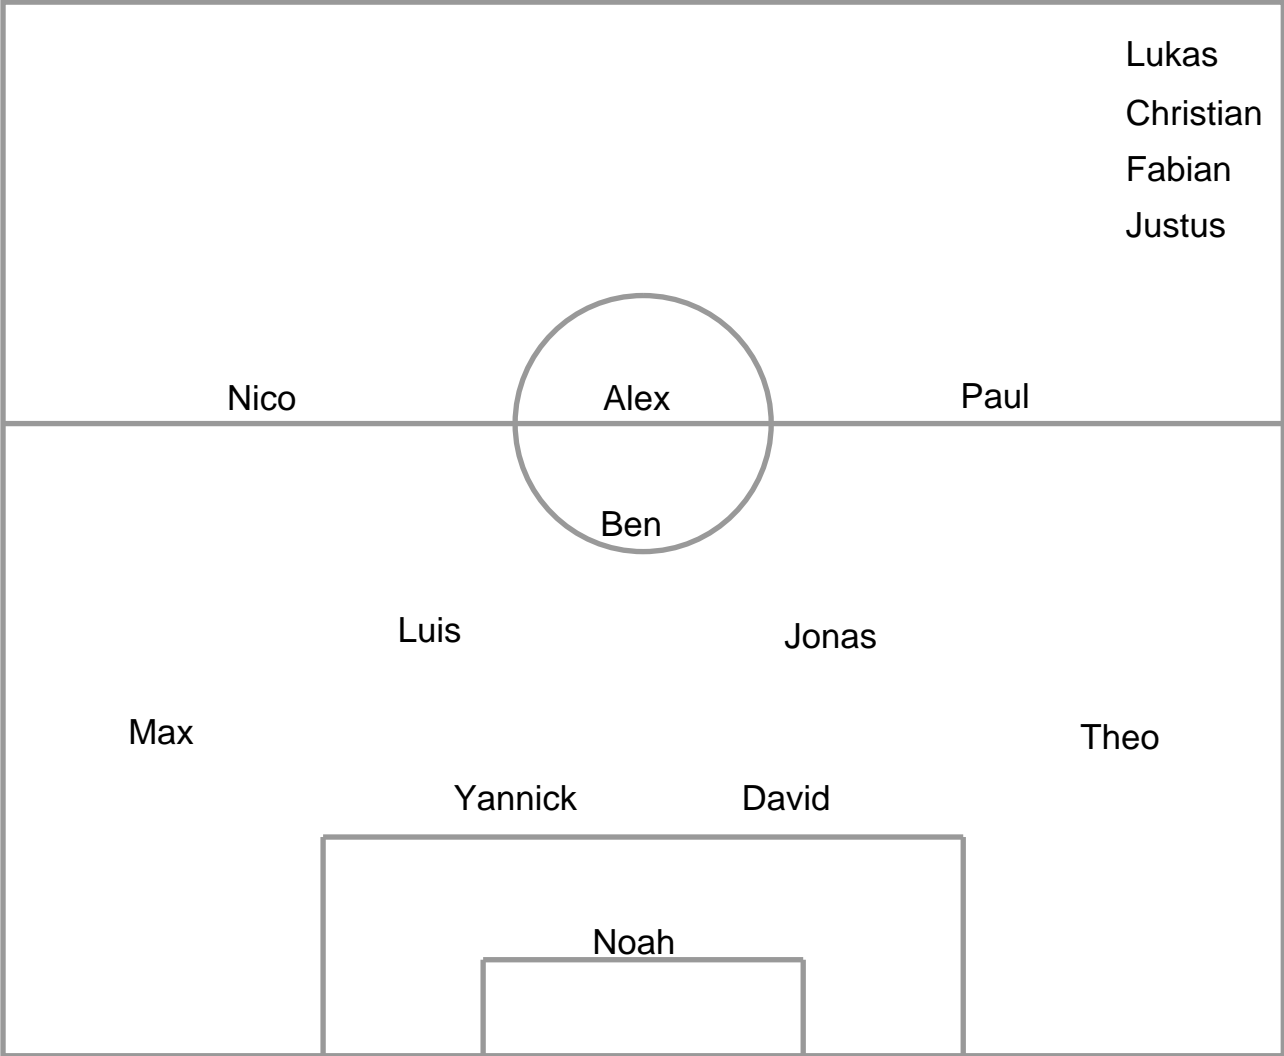 Lukas
Christian
Fabian
Justus
Nico Alex Paul
Ben
Luis Jonas
Max Theo
Yannick David
Noah